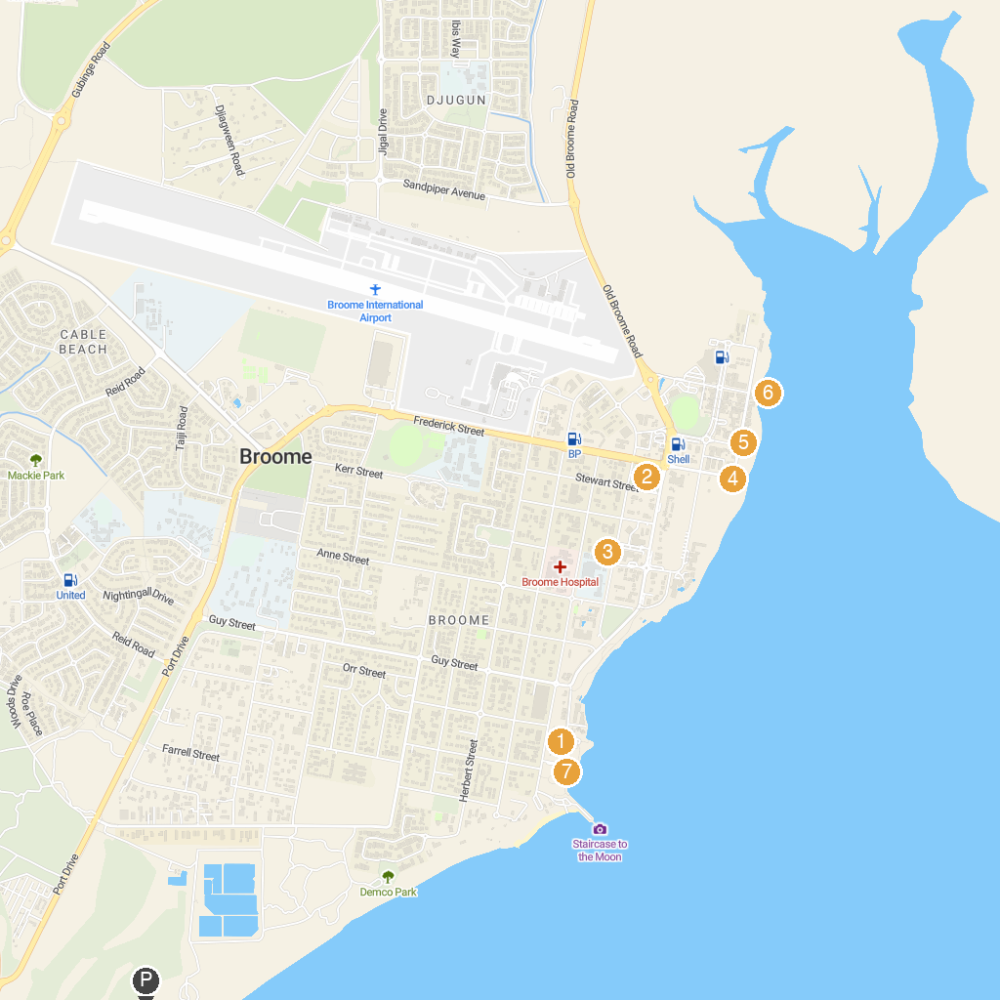 Gubinge Road
Ibis Way
DJUGUN
Djiagween Road
Jigal Drive
Old Broome Road
Sandpiper Avenue
Broome International
Airport
Old Broome Road
CABLE
BEACH
Reid Road
6
Taiji Road
Frederick Street
BP
5
Shell
Broome
Mackie Park
Kerr Street
Stewart Street
2
4
Anne Street
3
Broome Hospital
United
Nightingall Drive
Guy Street
BROOME
Reid Road
Port Drive
Orr Street
Guy Street
Woods Drive
Roe Place
Farrell Street
1
Herbert Street
7
Staircase to
the Moon
Port Drive
Demco Park
P